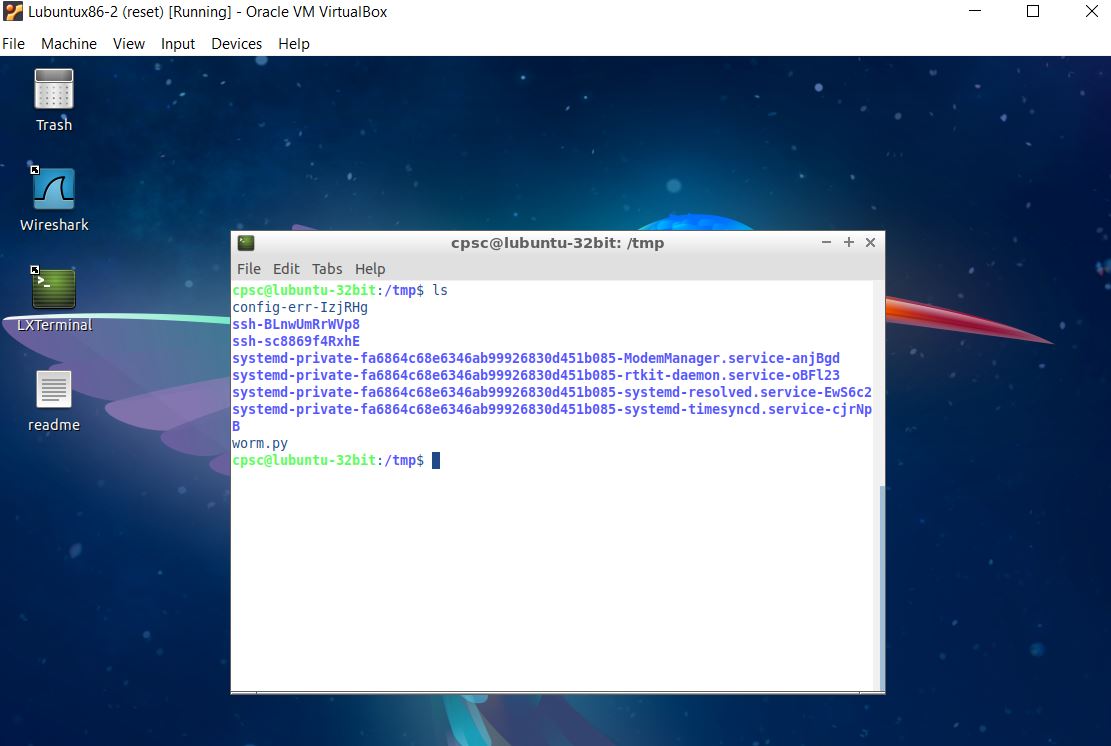 Lubuntux86-2 (reset) [Running] - Oracle VM VirtualBox
File Machine View Input Devices Help
Trash
Wireshark
LXTerminal
readme
cpsc@lubuntu-32bit: /tmp
File Edit Tabs Help
cpsc@lubuntu-32bit:/tmp$ ls
config-err-IzjRHg
ssh-BLnwUmRrWVp8
ssh-sc8869f4RxhE
systemd-private-fa6864c68e6346ab99926830d451b085-ModemManager.service-anjBgd
systemd-private-fa6864c68e6346ab99926830d451b085-rtkit-daemon.service-oBFl23
systemd-private-fa6864c68e6346ab99926830d451b085-systemd-resolved.service-EwS6c2
systemd-private-fa6864c68e6346ab99926830d451b085-systemd-timesyncd.service-cjrNp
B
worm.py
cpsc@lubuntu-32bit:/tmp$